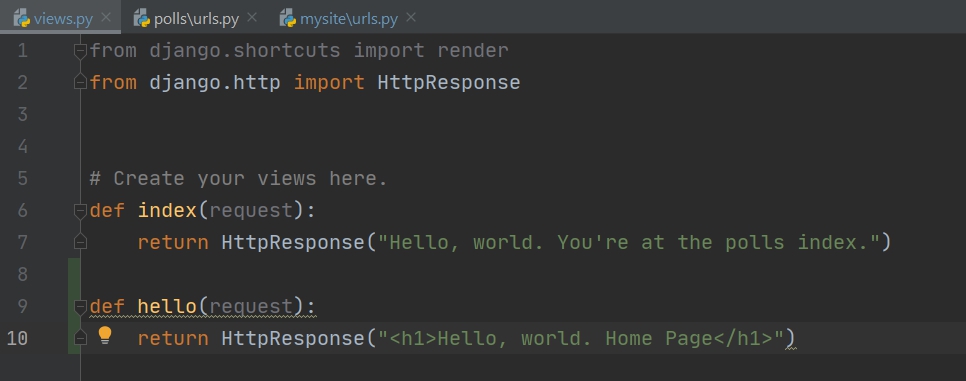 views.py polls\urls.py mysite\urls.py
1 from django.shortcuts import render
2 from django.http import HttpResponse
3
4
5 # Create your views here.
6 def index(request):
7     return HttpResponse("Hello, world. You're at the polls index.")
8
9 def hello(request):
10     return HttpResponse("<h1>Hello, world. Home Page</h1>")